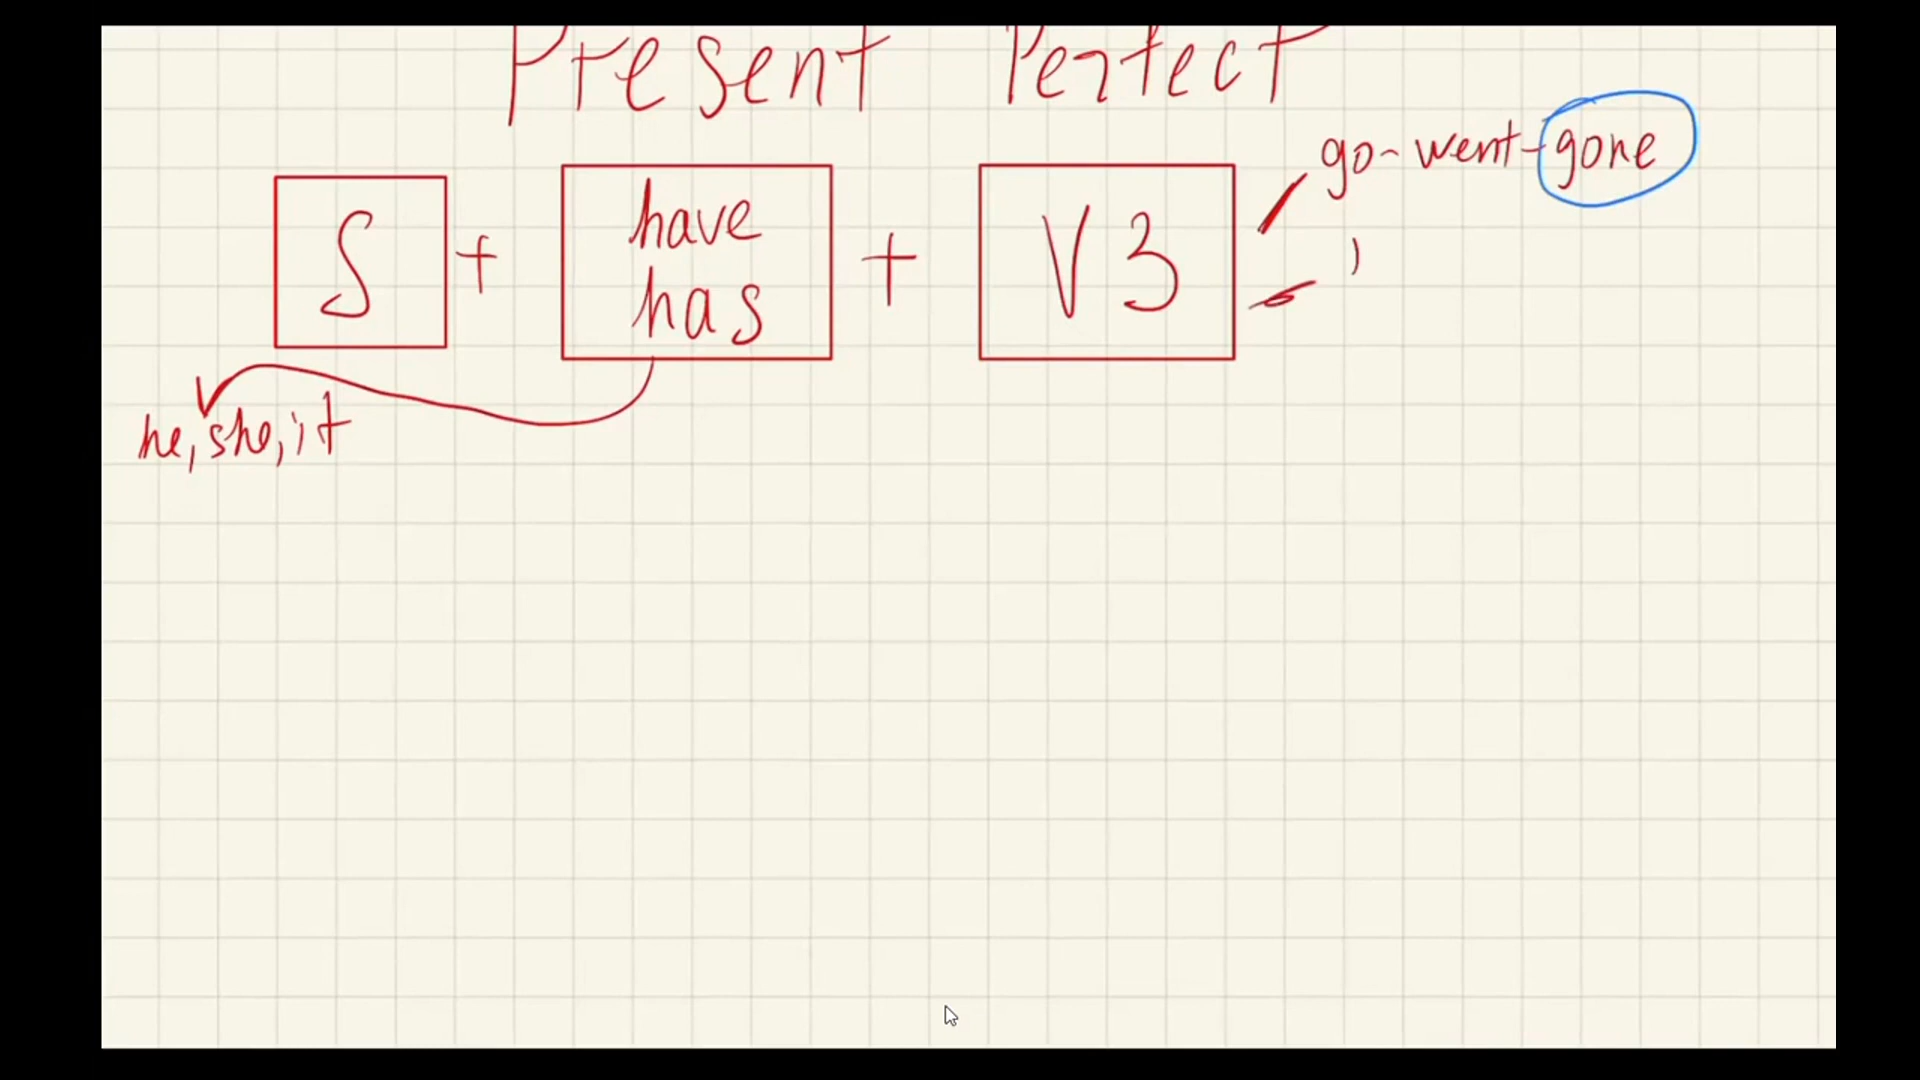 Present Perfect
go - went - gone
S + have has + V3
he, she, it